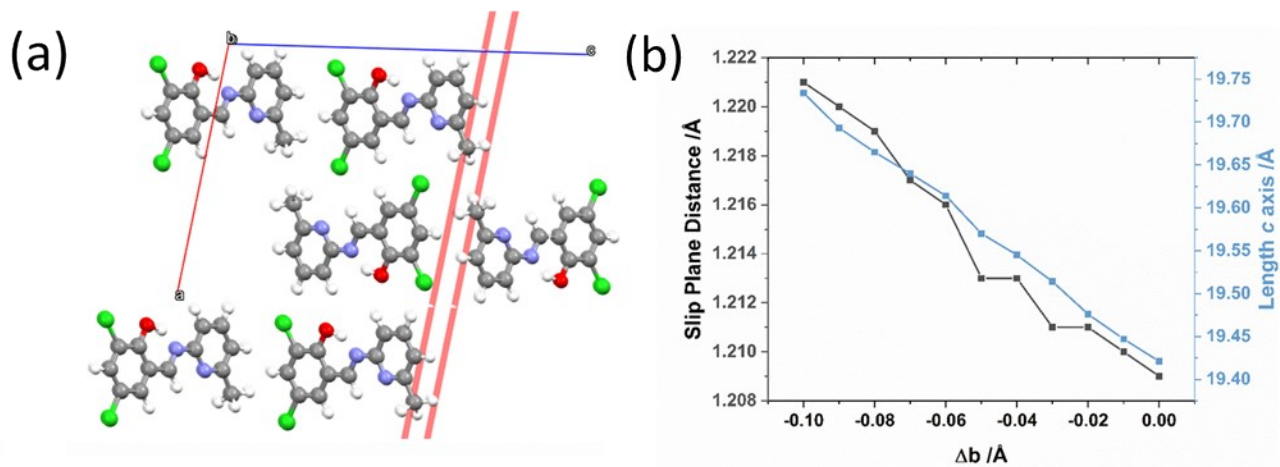 (a)
b
c
a
(b)
Slip Plane Distance /Å
1.222
1.220
1.218
1.216
1.214
1.212
1.210
1.208
-0.10
-0.08
-0.06
-0.04
-0.02
0.00
Δb /Å
19.75
19.70
19.65
19.60
19.55
19.50
19.45
19.40
Length c axis /Å